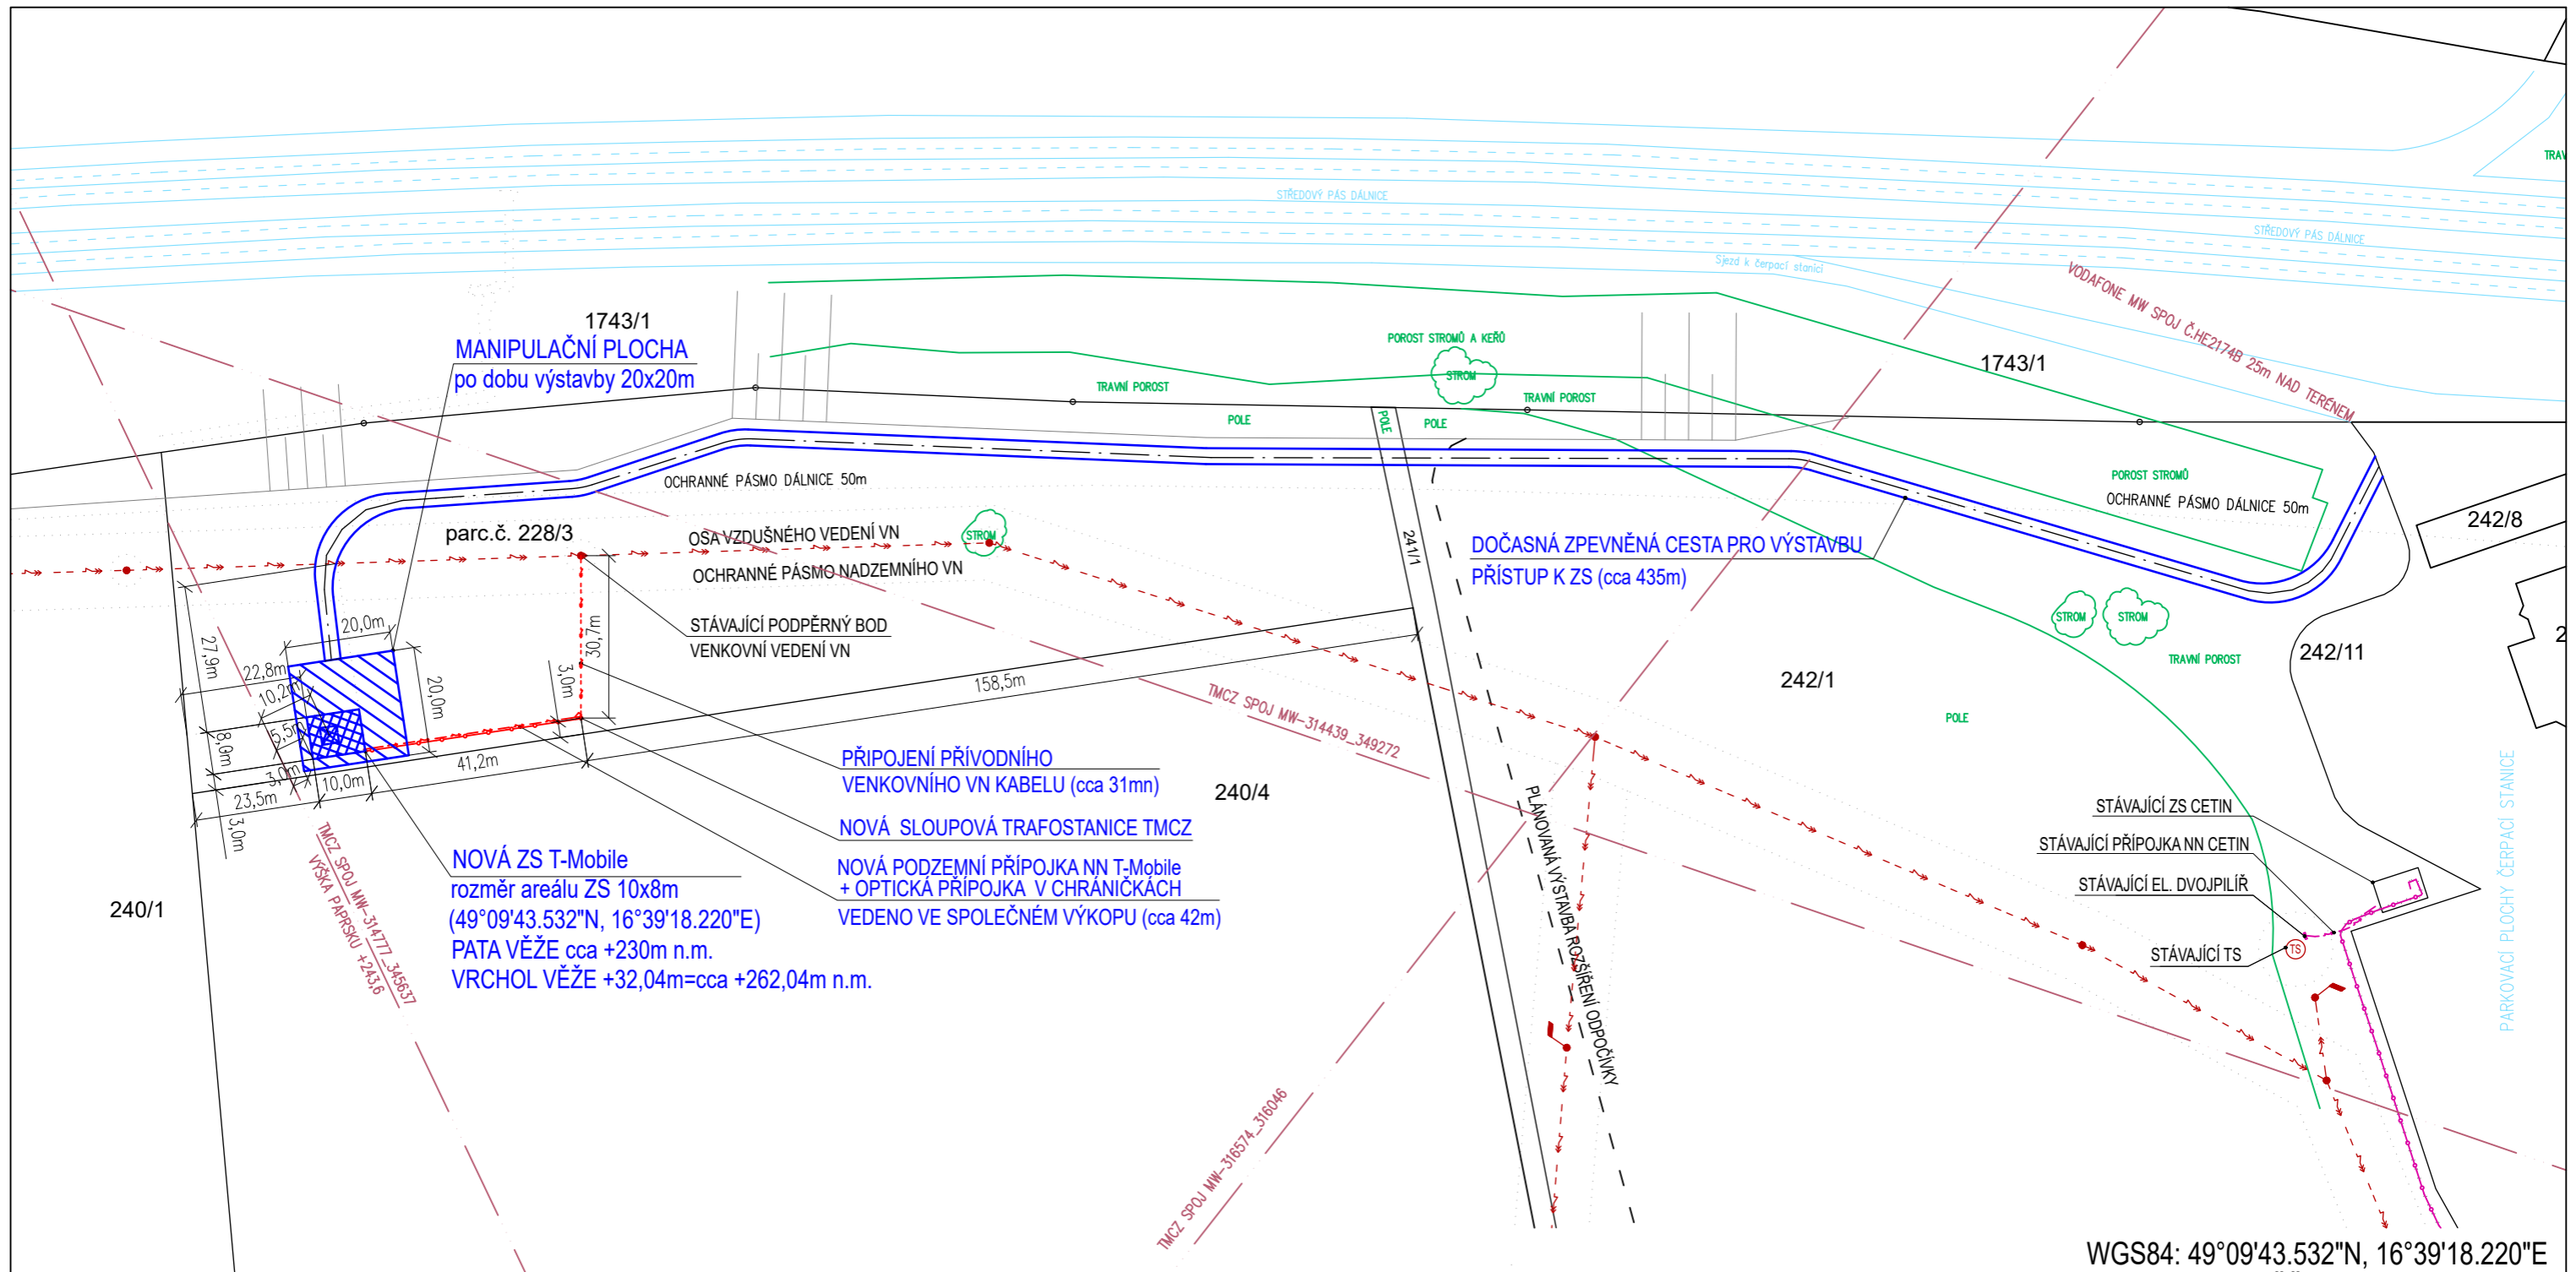 STŘEDOVÝ PÁS DÁLNICE
STŘEDOVÝ PÁS DÁLNICE
Sjezd k čerpací stanici
VODAFONE MW SPOJ Č.HE2174B 25m NAD TERÉNEM
1743/1
MANIPULAČNÍ PLOCHA
po dobu výstavby 20x20m
POROST STROMŮ A KEŘŮ
STROM
TRAVNÍ POROST
TRAVNÍ POROST
POLE
POLE
POLE
1743/1
POROST STROMŮ
OCHRANNÉ PÁSMO DÁLNICE 50m
OCHRANNÉ PÁSMO DÁLNICE 50m
242/8
parc.č. 228/3
OSA VZDUŠNÉHO VEDENÍ VN
STROM
OCHRANNÉ PÁSMO NADZEMNÍHO VN
241/1
DOČASNÁ ZPEVNĚNÁ CESTA PRO VÝSTAVBU
PŘÍSTUP K ZS (cca 435m)
STÁVAJÍCÍ PODPĚRNÝ BOD
VENKOVNÍ VEDENÍ VN
STROM
STROM
TRAVNÍ POROST
242/11
242/1
POLE
20,0m
27,9m
22,8m
10,2m
20,0m
30,7m
3,0m
158,5m
5,5m
8,0m
3,0m
10,0m
41,2m
23,5m
3,0m
TMCZ SPOJ MW-314439_349272
PŘIPOJENÍ PŘÍVODNÍHO
VENKOVNÍHO VN KABELU (cca 31mn)
240/4
NOVÁ SLOUPOVÁ TRAFOSTANICE TMCZ
NOVÁ PODZEMNÍ PŘÍPOJKA NN T-Mobile
+ OPTICKÁ PŘÍPOJKA V CHRÁNIČKÁCH
VEDENO VE SPOLEČNÉM VÝKOPU (cca 42m)
PLÁNOVANÁ VÝSTAVBA ROZŠÍŘENÍ ODPOČÍVKY
NOVÁ ZS T-Mobile
rozměr areálu ZS 10x8m
(49°09'43.532"N, 16°39'18.220"E)
PATA VĚŽE cca +230m n.m.
VRCHOL VĚŽE +32,04m=cca +262,04m n.m.
TMCZ SPOJ MW-314777_345637
VÝŠKA PAPRSKU +243,6
240/1
TMCZ SPOJ MW-316574_316046
STÁVAJÍCÍ ZS CETIN
STÁVAJÍCÍ PŘÍPOJKA NN CETIN
STÁVAJÍCÍ EL. DVOJPILÍŘ
STÁVAJÍCÍ TS
TS
PARKOVACÍ PLOCHY ČERPACÍ STANICE
WGS84: 49°09'43.532"N, 16°39'18.220"E